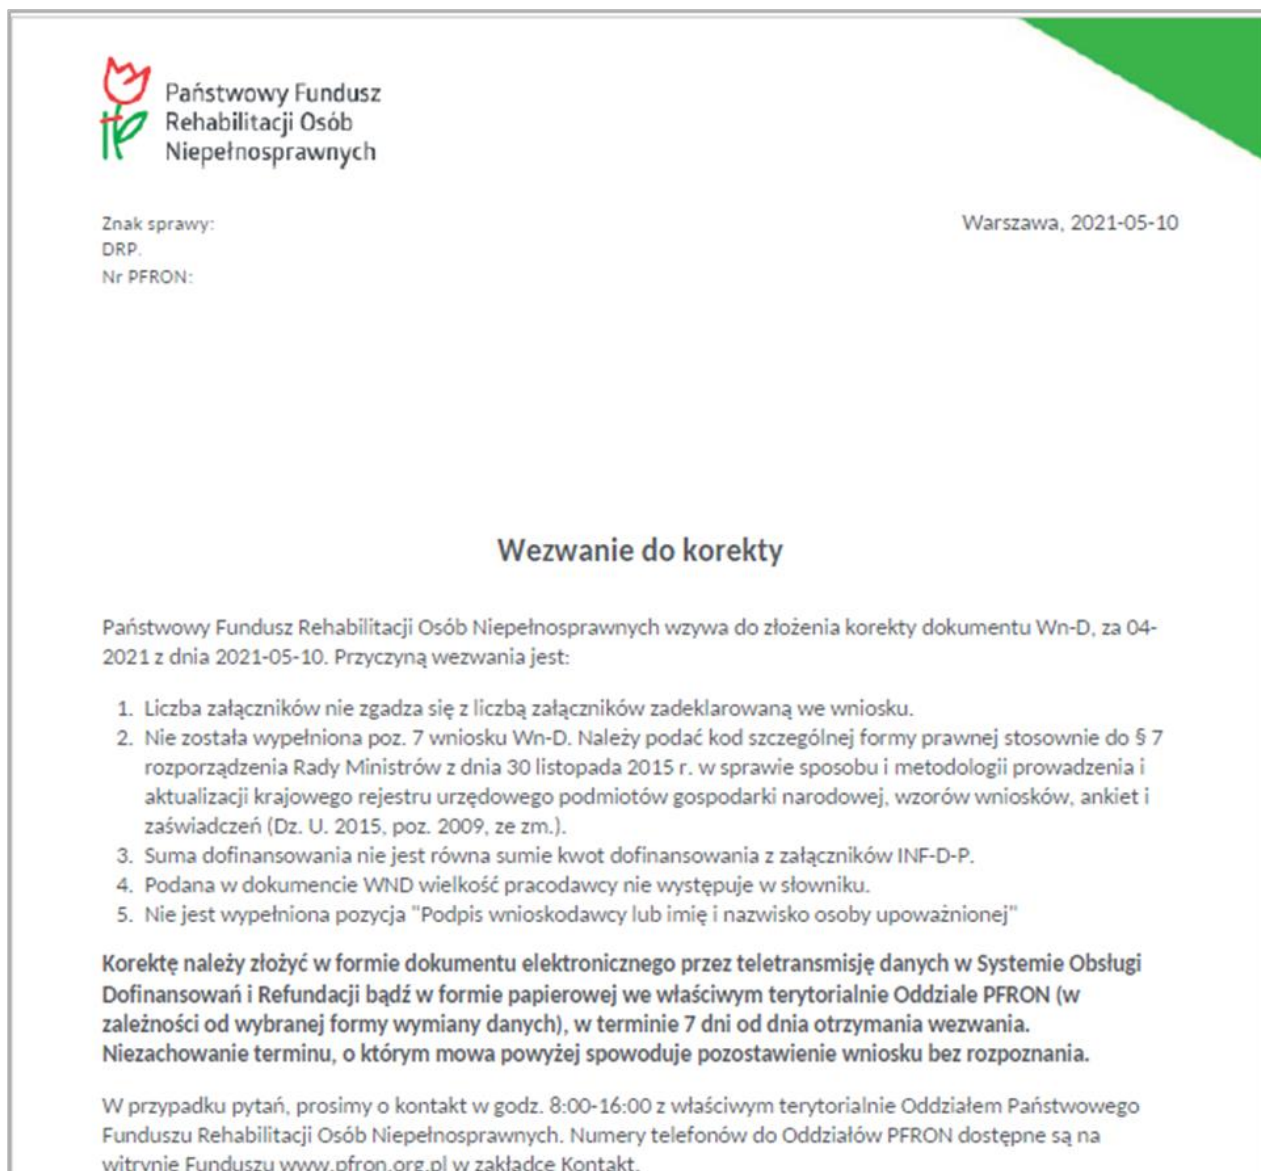 Państwowy Fundusz
Rehabilitacji Osób
Niepełnosprawnych
Znak sprawy:
Warszawa, 2021-05-10
DRP.
Nr PFRON:
Wezwanie do korekty
Państwowy Fundusz Rehabilitacji Osób Niepełnosprawnych wzywa do złożenia korekty dokumentu Wn-D, za 04-
2021 z dnia 2021-05-10. Przyczyną wezwania jest:
1. Liczba załączników nie zgadza się z liczbą załączników zadeklarowaną we wniosku.
2. Nie została wypełniona poz. 7 wniosku Wn-D. Należy podać kod szczególnej formy prawnej stosownie do § 7
rozporządzenia Rady Ministrów z dnia 30 listopada 2015 r. w sprawie sposobu i metodologii prowadzenia i
aktualizacji krajowego rejestru urzędowego podmiotów gospodarki narodowej, wzorów wniosków, ankiet i
zaświadczeń (Dz. U. 2015, poz. 2009, ze zm.).
3. Suma dofinansowania nie jest równa sumie kwot dofinansowania z załączników INF-D-P.
4. Podana w dokumencie WND wielkość pracodawcy nie występuje w słowniku.
5. Nie jest wypełniona pozycja "Podpis wnioskodawcy lub imię i nazwisko osoby upoważnionej"
Korektę należy złożyć w formie dokumentu elektronicznego przez teletransmisję danych w Systemie Obsługi
Dofinansowań i Refundacji bądź w formie papierowej we właściwym terytorialnie Oddziale PFRON (w
zależności od wybranej formy wymiany danych), w terminie 7 dni od dnia otrzymania wezwania.
Niezachowanie terminu, o którym mowa powyżej spowoduje pozostawienie wniosku bez rozpoznania.
W przypadku pytań, prosimy o kontakt w godz. 8:00-16:00 z właściwym terytorialnie Oddziałem Państwowego
Funduszu Rehabilitacji Osób Niepełnosprawnych. Numery telefonów do Oddziałów PFRON dostępne są na
witrynie Funduszu www.pfron.org.pl w zakładce Kontakt.